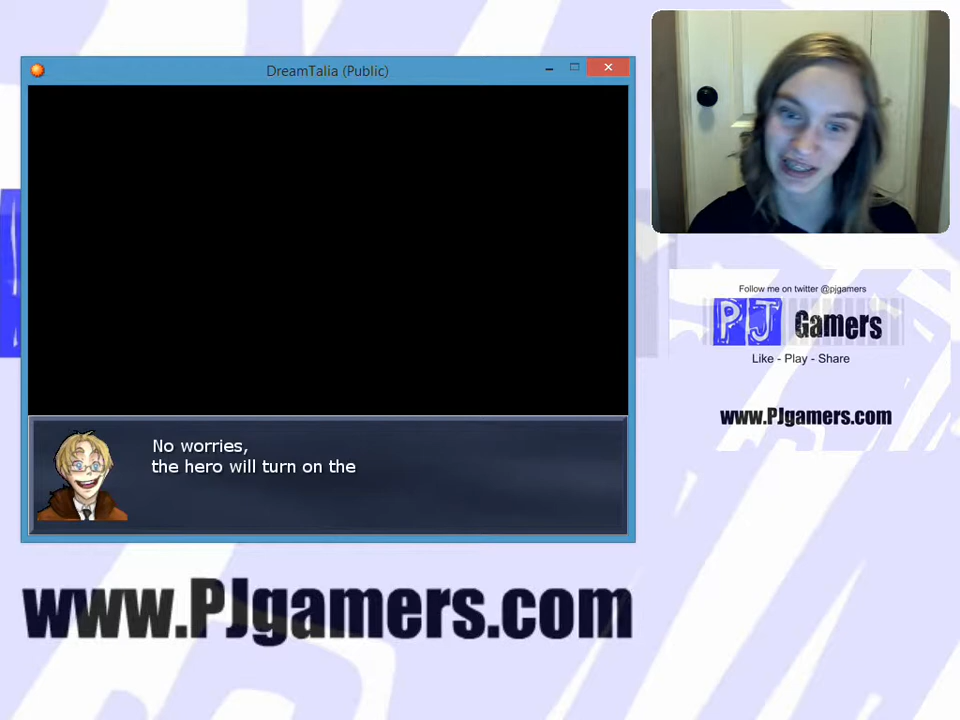 DreamTalia (Public)
No worries,
the hero will turn on the
Follow me on twitter @pjgamers
PJ Gamers
Like - Play - Share
www.PJgamers.com
www.PJgamers.com